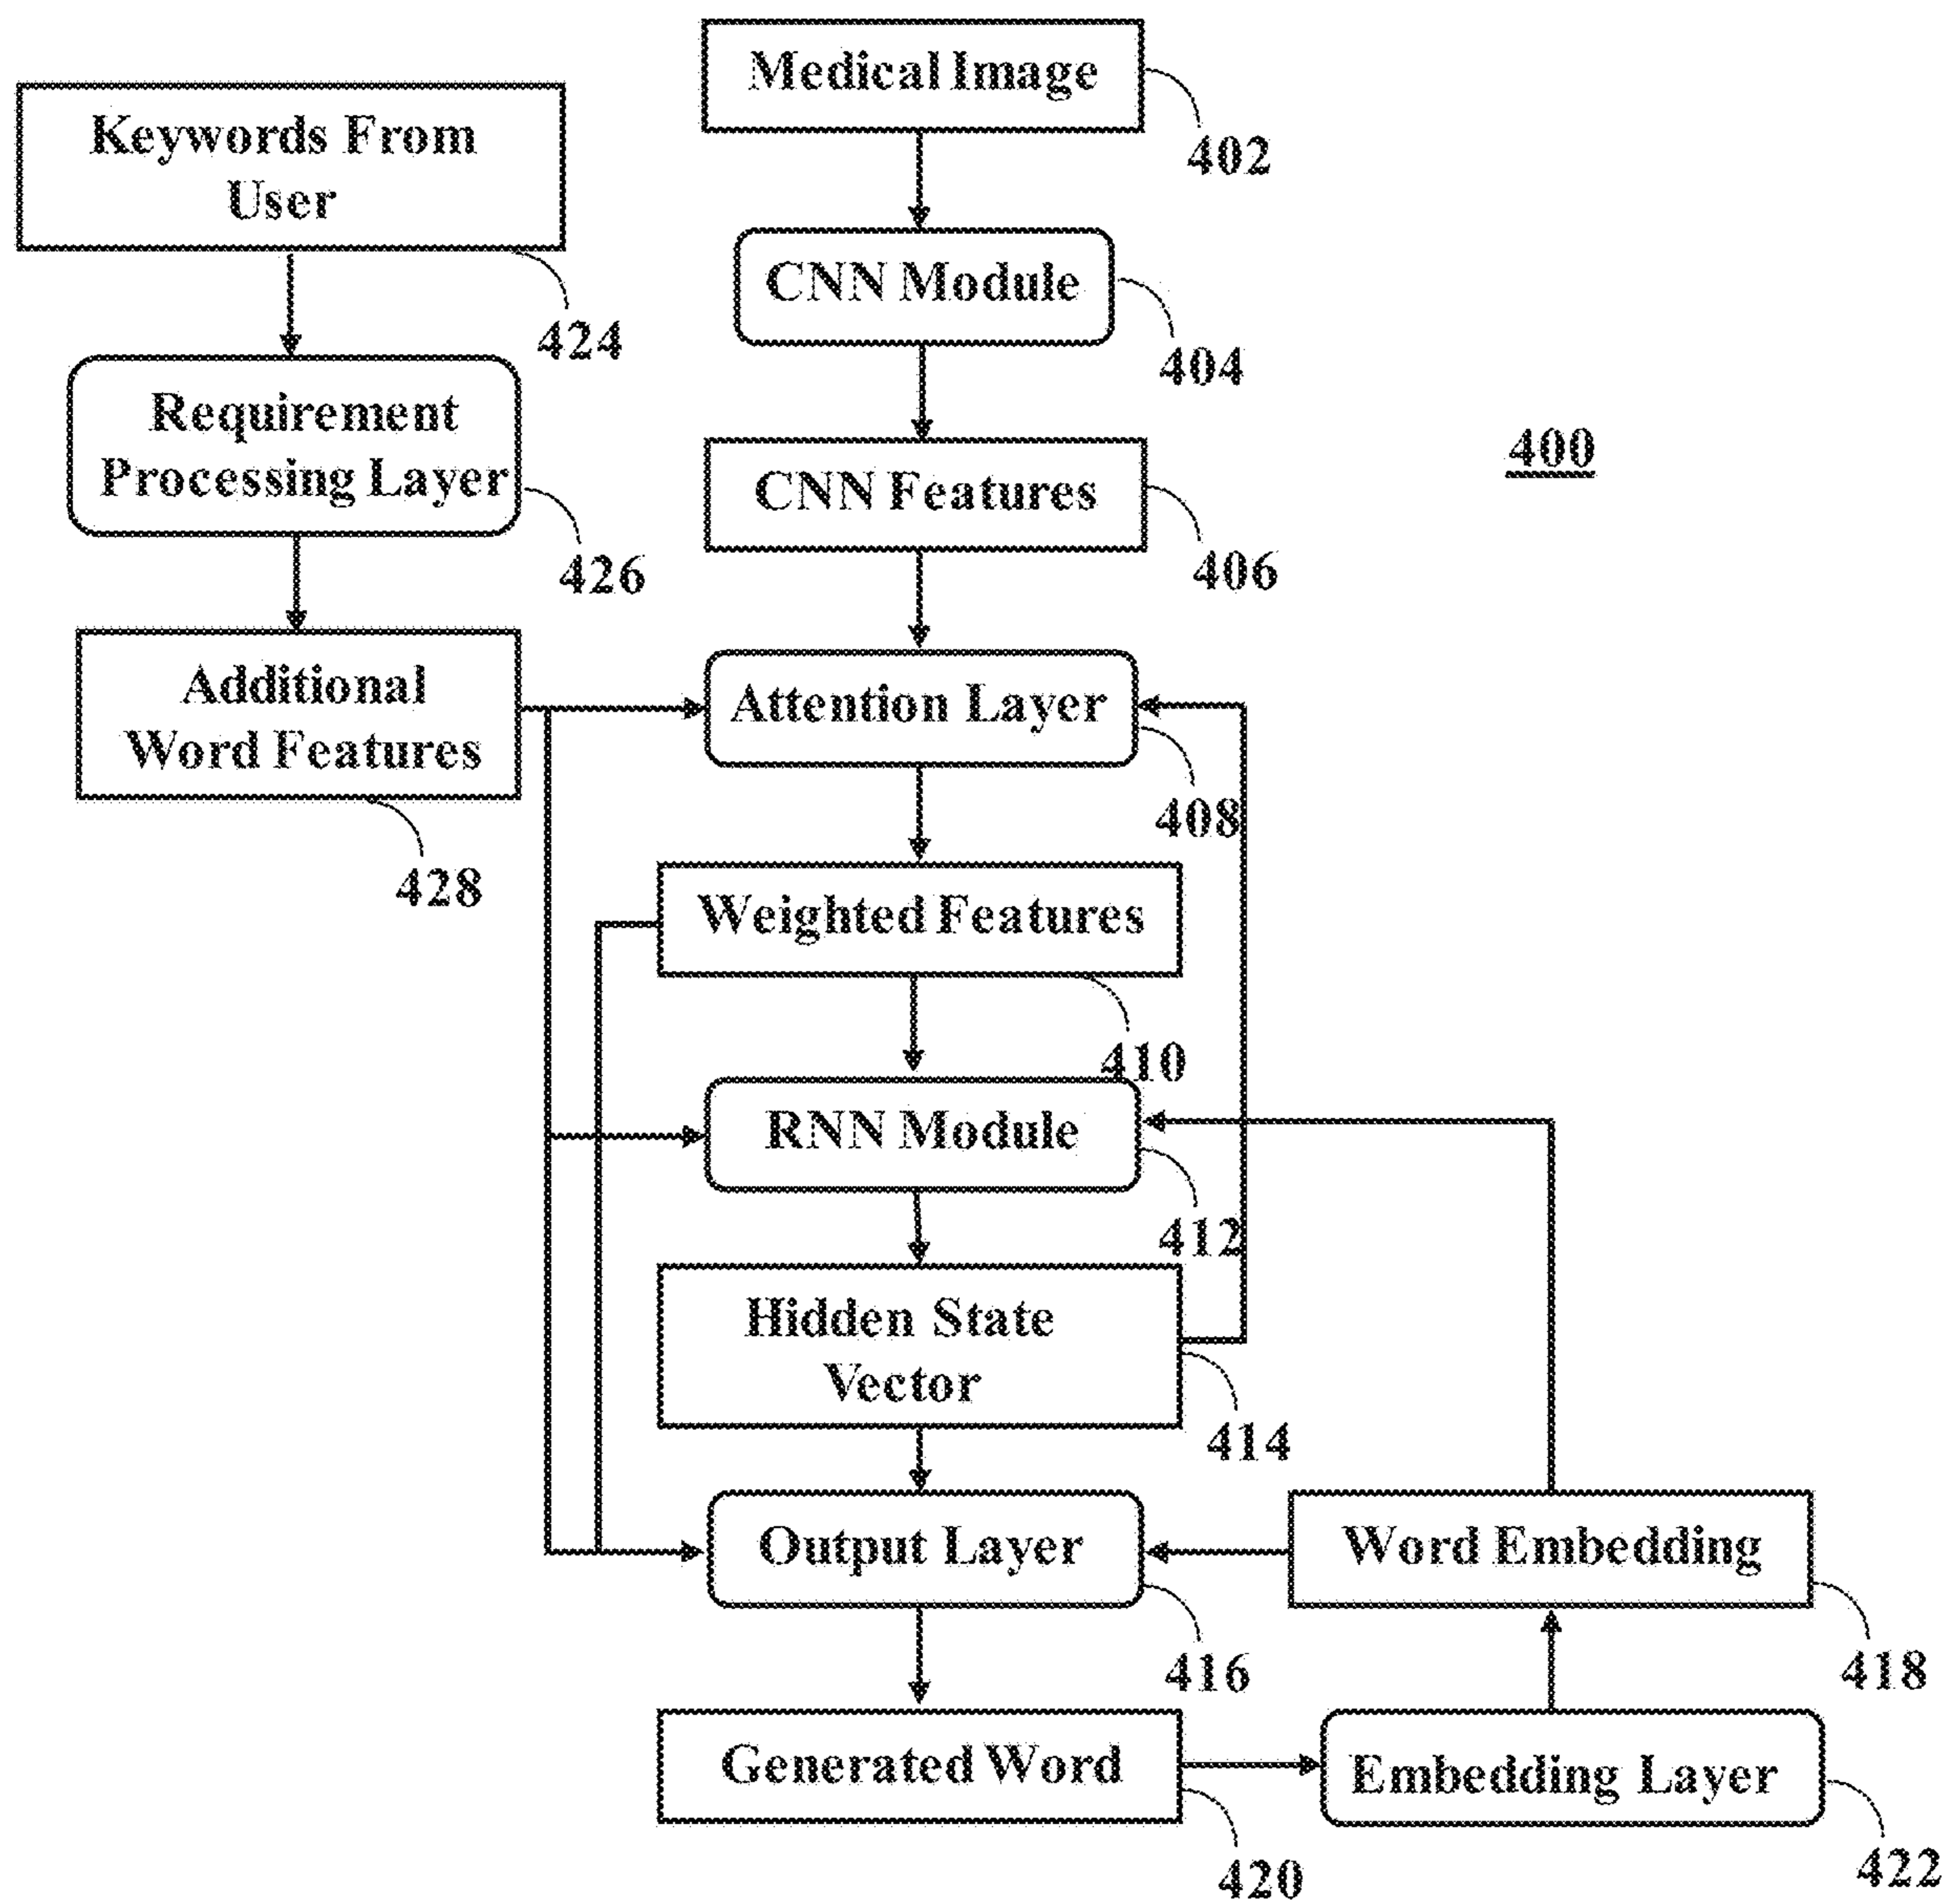 Medical Image
402
Keywords From
User
424
CNN Module
404
Requirement
Processing Layer
426
CNN Features
406
400
Additional
Word Features
428
Attention Layer
408
Weighted Features
410
RNN Module
412
Hidden State
Vector
414
Output Layer
416
Word Embedding
418
Generated Word
420
Embedding Layer
422